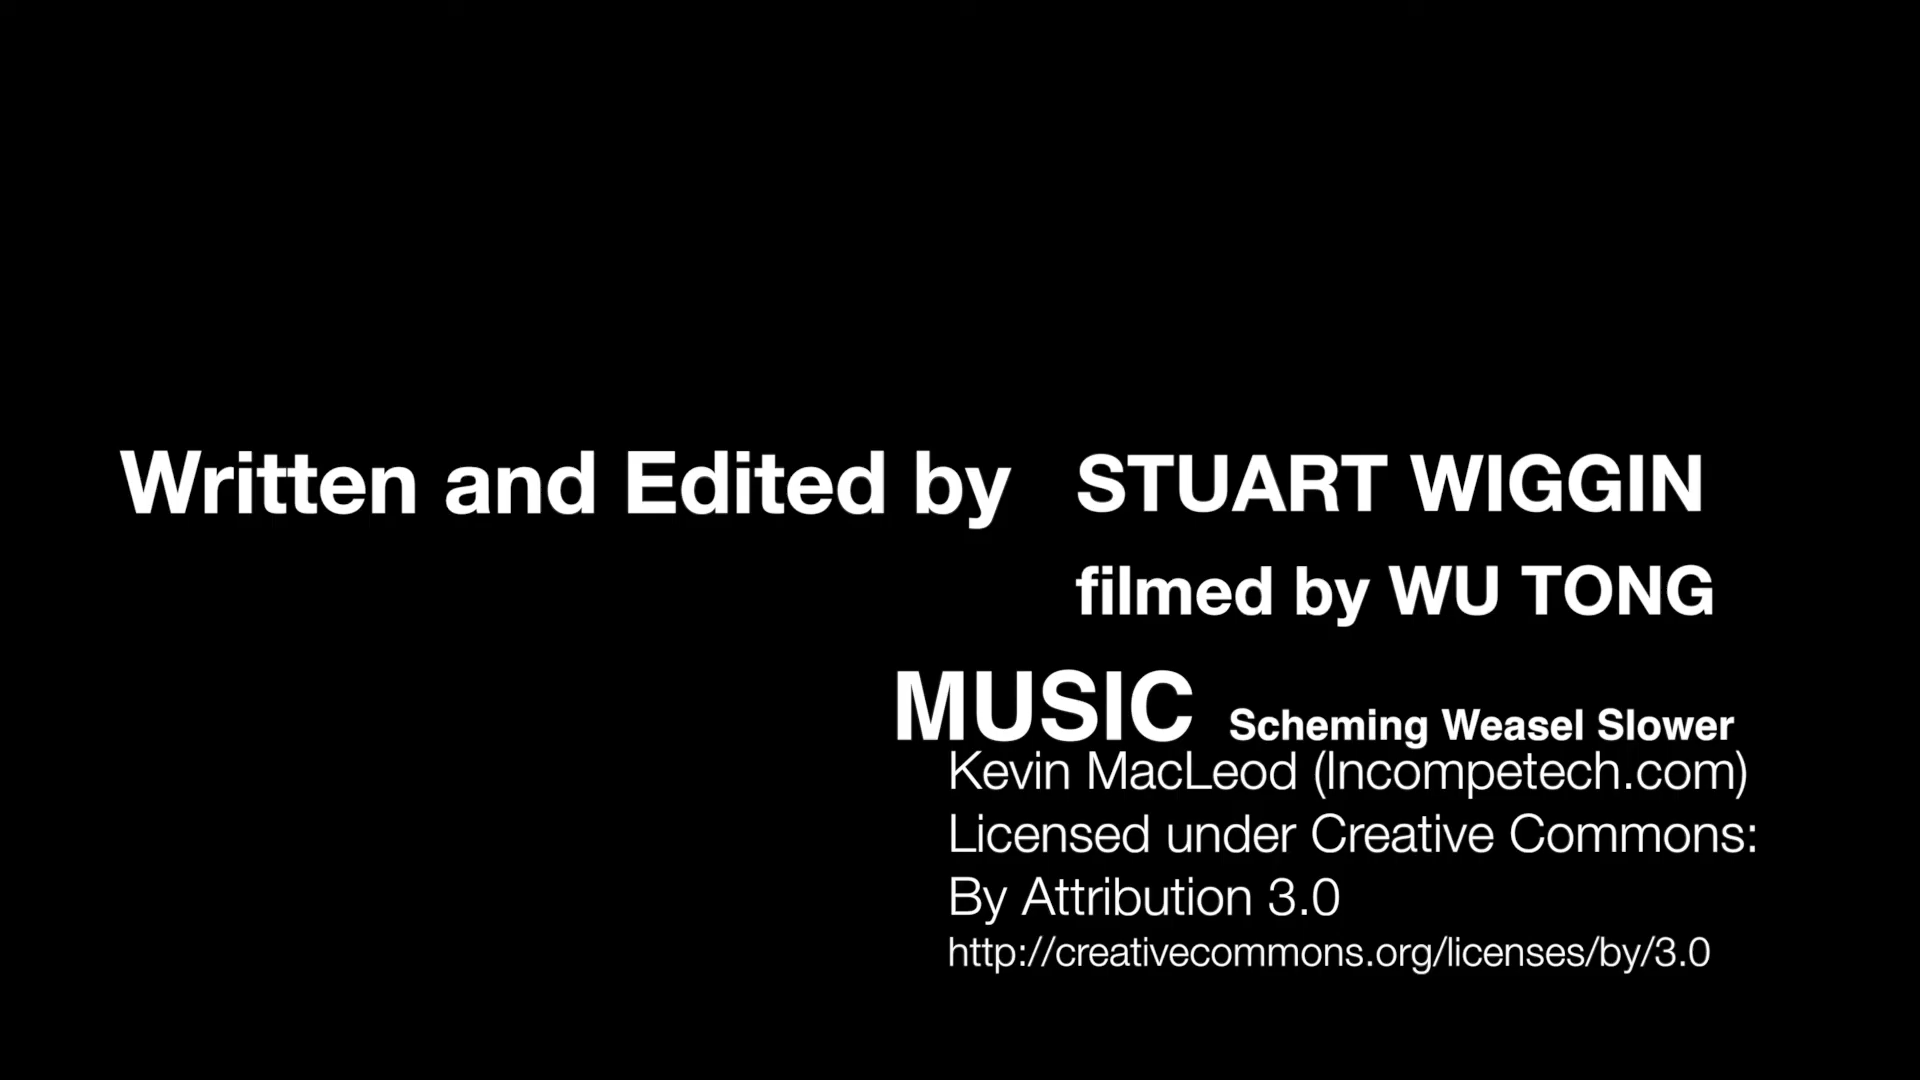 Written and Edited by STUART WIGGIN
filmed by WU TONG
MUSIC Scheming Weasel Slower
Kevin MacLeod (Incompetech.com)
Licensed under Creative Commons:
By Attribution 3.0
http://creativecommons.org/licenses/by/3.0